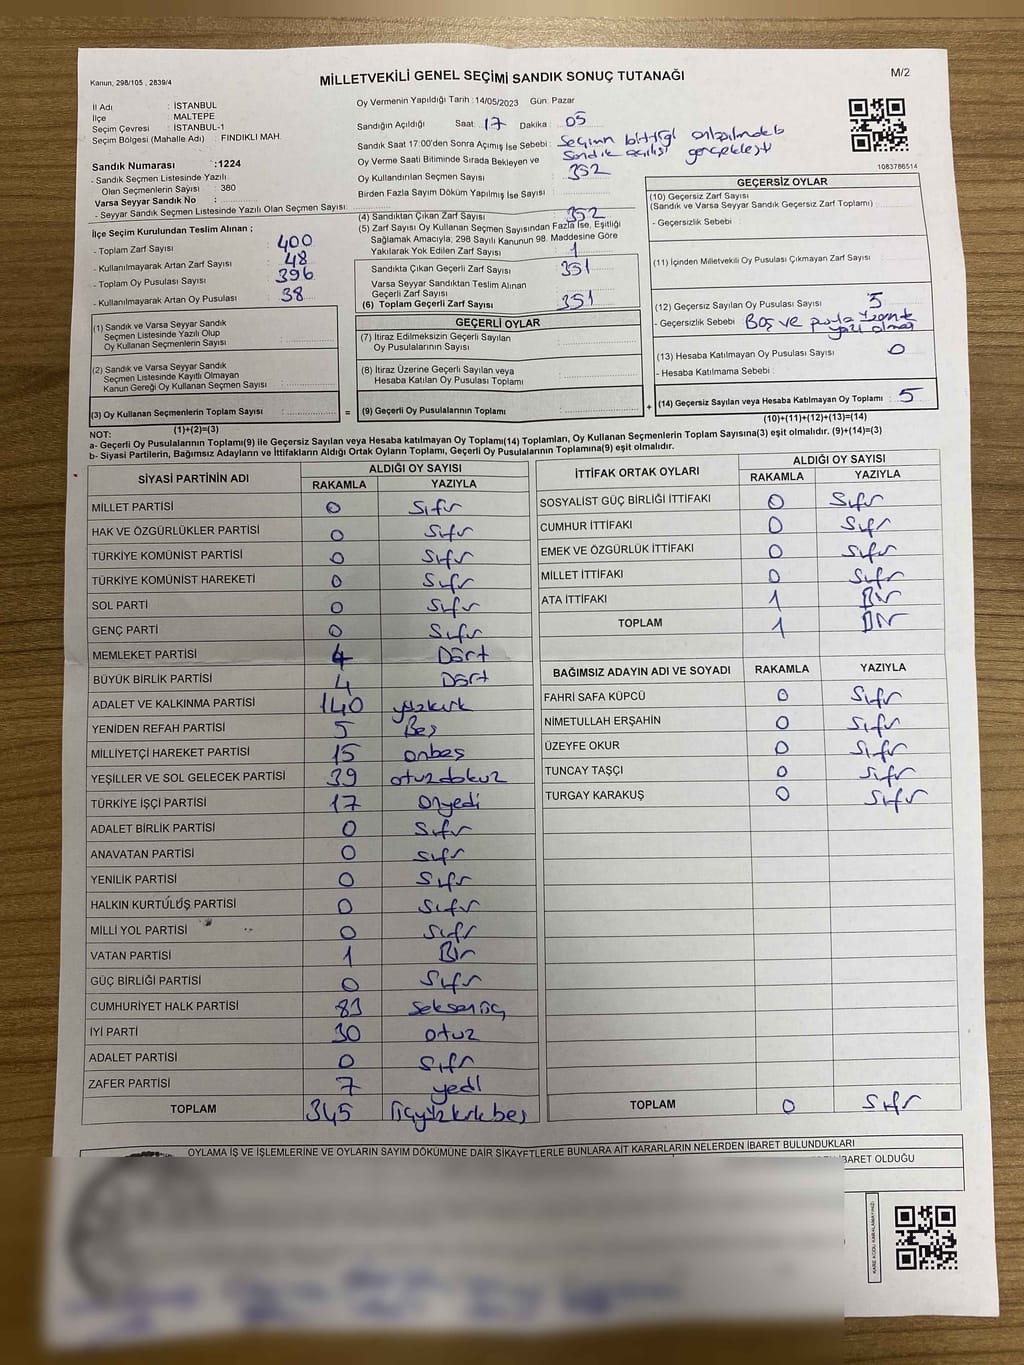 Kanun, 298/105 , 2839/4
MİLLETVEKİLİ GENEL SEÇİMİ SANDIK SONUÇ TUTANAĞI
M/2
İl Adı : İSTANBUL
İlçe : MALTEPE
Seçim Çevresi : İSTANBUL-1
Seçim Bölgesi (Mahalle Adı) : FINDIKLI MAH.
Oy Vermenin Yapıldığı Tarih : 14/05/2023 Gün: Pazar
Sandığın Açıldığı Saat: 17 Dakika : 05
Sandık Saat 17.00'den Sonra Açımış İse Sebebi : Seçimin bittiği
Oy Verme Saati Bitiminde Sırada Bekleyen ve Sandık açılışı gerçekleşti
Oy Kullandırılan Seçmen Sayısı : 352
Birden Fazla Sayım Döküm Yapılmış İse Sayısı :
1083786514
Sandık Numarası : 1224
- Sandık Seçmen Listesinde Yazılı
Olan Seçmenlerin Sayısı : 380
Varsa Seyyar Sandık No :
- Seyyar Sandık Seçmen Listesinde Yazılı Olan Seçmen Sayısı:
İlçe Seçim Kurulundan Teslim Alınan ;
- Toplam Zarf Sayısı : 400
- Kullanılmayarak Artan Zarf Sayısı : 48
- Toplam Oy Pusulası Sayısı : 396
- Kullanılmayarak Artan Oy Pusulası : 38
(1) Sandık ve Varsa Seyyar Sandık
Seçmen Listesinde Yazılı Olup
Oy Kullanan Seçmenlerin Sayısı :
(2) Sandık ve Varsa Seyyar Sandık
Seçmen Listesinde Kayıtlı Olmayan
Kanun Gereği Oy Kullanan Seçmen Sayısı :
(3) Oy Kullanan Seçmenlerin Toplam Sayısı :
(1)+(2)=(3)
(4) Sandıktan Çıkan Zarf Sayısı : 352
(5) Zarf Sayısı Oy Kullanan Seçmen Sayısından Fazla İse, Eşitliği
Sağlamak Amacıyla, 298 Sayılı Kanunun 98. Maddesine Göre
Yakılarak Yok Edilen Zarf Sayısı : 1
Sandıkta Çıkan Geçerli Zarf Sayısı : 351
Varsa Seyyar Sandıktan Teslim Alınan
Geçerli Zarf Sayısı :
(6) Toplam Geçerli Zarf Sayısı : 351
GEÇERLİ OYLAR
(7) İtiraz Edilmeksizin Geçerli Sayılan
Oy Pusulalarının Sayısı :
(8) İtiraz Üzerine Geçerli Sayılan veya
Hesaba Katılan Oy Pusulası Toplamı :
= (9) Geçerli Oy Pusulalarının Toplamı :
GEÇERSİZ OYLAR
(10) Geçersiz Zarf Sayısı
(Sandık ve Varsa Seyyar Sandık Geçersiz Zarf Toplamı) :
- Geçersizlik Sebebi :
(11) İçinden Milletvekili Oy Pusulası Çıkmayan Zarf Sayısı :
(12) Geçersiz Sayılan Oy Pusulası Sayısı : 5
- Geçersizlik Sebebi : Boş ve
(13) Hesaba Katılmayan Oy Pusulası Sayısı : 0
- Hesaba Katılmama Sebebi :
+ (14) Geçersiz Sayılan veya Hesaba Katılmayan Oy Toplamı : 5
(10)+(11)+(12)+(13)=(14)
NOT:
a- Geçerli Oy Pusulalarının Toplamı(9) ile Geçersiz Sayılan veya Hesaba katılmayan Oy Toplamı(14) Toplamları, Oy Kullanan Seçmenlerin Toplam Sayısına(3) eşit olmalıdır. (9)+(14)=(3)
b- Siyasi Partilerin, Bağımsız Adayların ve İttifakların Aldığı Ortak Oyların Toplamı, Geçerli Oy Pusulalarının Toplamına(9) eşit olmalıdır.
SİYASİ PARTİNİN ADI ALDIĞI OY SAYISI
RAKAMLA YAZIYLA
MİLLET PARTİSİ 0 Sıfır
HAK VE ÖZGÜRLÜKLER PARTİSİ 0 Sıfır
TÜRKİYE KOMÜNİST PARTİSİ 0 Sıfır
TÜRKİYE KOMÜNİST HAREKETİ 0 Sıfır
SOL PARTİ 0 Sıfır
GENÇ PARTİ 0 Sıfır
MEMLEKET PARTİSİ 4 Dört
BÜYÜK BİRLİK PARTİSİ 4 Dört
ADALET VE KALKINMA PARTİSİ 140 yüzkırk
YENİDEN REFAH PARTİSİ 5 Beş
MİLLİYETÇİ HAREKET PARTİSİ 15 onbeş
YEŞİLLER VE SOL GELECEK PARTİSİ 39 otuzdokuz
TÜRKİYE İŞÇİ PARTİSİ 17 Onyedi
ADALET BİRLİK PARTİSİ 0 Sıfır
ANAVATAN PARTİSİ 0 Sıfır
YENİLİK PARTİSİ 0 Sıfır
HALKIN KURTULUŞ PARTİSİ 0 Sıfır
MİLLİ YOL PARTİSİ 0 Sıfır
VATAN PARTİSİ 1 Bir
GÜÇ BİRLİĞİ PARTİSİ 0 Sıfır
CUMHURİYET HALK PARTİSİ 83 Seksenüç
İYİ PARTİ 30 otuz
ADALET PARTİSİ 0 Sıfır
ZAFER PARTİSİ 7 yedi
TOPLAM 345 üçyüzkırkbeş
İTTİFAK ORTAK OYLARI ALDIĞI OY SAYISI
RAKAMLA YAZIYLA
SOSYALİST GÜÇ BİRLİĞİ İTTİFAKI 0 Sıfır
CUMHUR İTTİFAKI 0 Sıfır
EMEK VE ÖZGÜRLÜK İTTİFAKI 0 Sıfır
MİLLET İTTİFAKI 0 Sıfır
ATA İTTİFAKI 1 Bir
TOPLAM 1 Bir
BAĞIMSIZ ADAYIN ADI VE SOYADI RAKAMLA YAZIYLA
FAHRİ SAFA KÜPCÜ 0 Sıfır
NİMETULLAH ERŞAHİN 0 Sıfır
ÜZEYFE OKUR 0 Sıfır
TUNCAY TAŞÇI 0 Sıfır
TURGAY KARAKUŞ 0 Sıfır
TOPLAM 0 Sıfır
OYLAMA İŞ VE İŞLEMLERİNE VE OYLARIN SAYIM DÖKÜMÜNE DAİR ŞİKAYETLERLE BUNLARA AİT KARARLARIN NELERDEN İBARET BULUNDUKLARI
İBARET OLDUĞU
KARE KODU KARALAMAYINIZ!